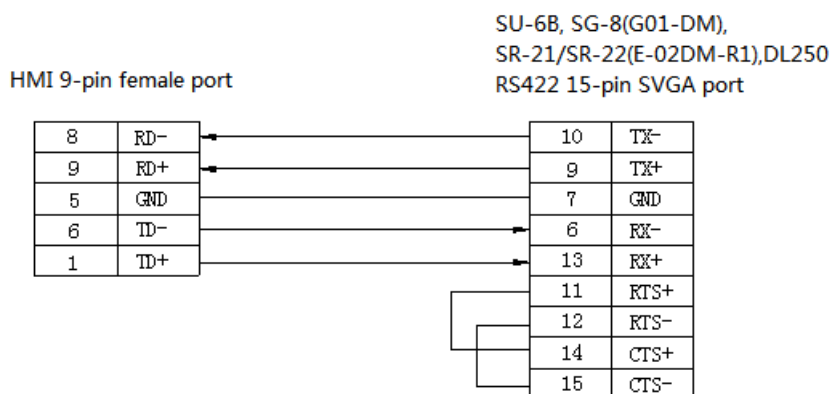 SU-6B, SG-8(G01-DM),
SR-21/SR-22(E-02DM-R1),DL250
HMI 9-pin female port
RS422 15-pin SVGA port
8 RD- 10 TX-
9 RD+ 9 TX+
5 GND 7 GND
6 TD- 6 RX-
1 TD+ 13 RX+
11 RTS+
12 RTS-
14 CTS+
15 CTS-